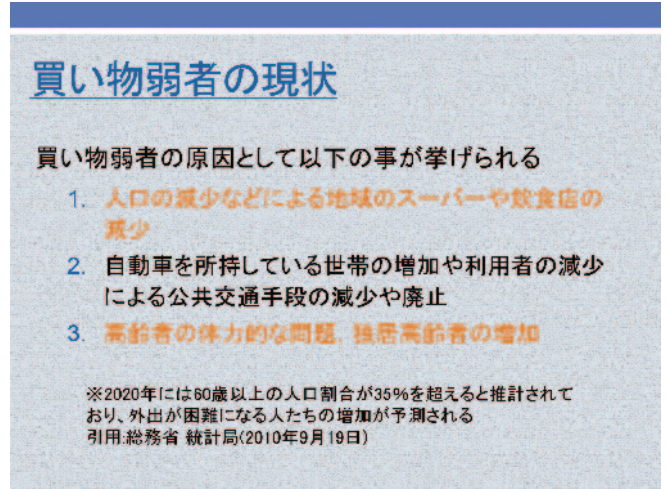 買い物弱者の現状
買い物弱者の原因として以下の事が挙げられる
1. 人口の減少などによる地域のスーパーや飲食店の
減少
2. 自動車を所持している世帯の増加や利用者の減少
による公共交通手段の減少や廃止
3. 高齢者の体力的な問題、独居高齢者の増加
※2020年には60歳以上の人口割合が35%を超えると推計されて
おり、外出が困難になる人たちの増加が予測される
引用:総務省 統計局(2010年9月19日)